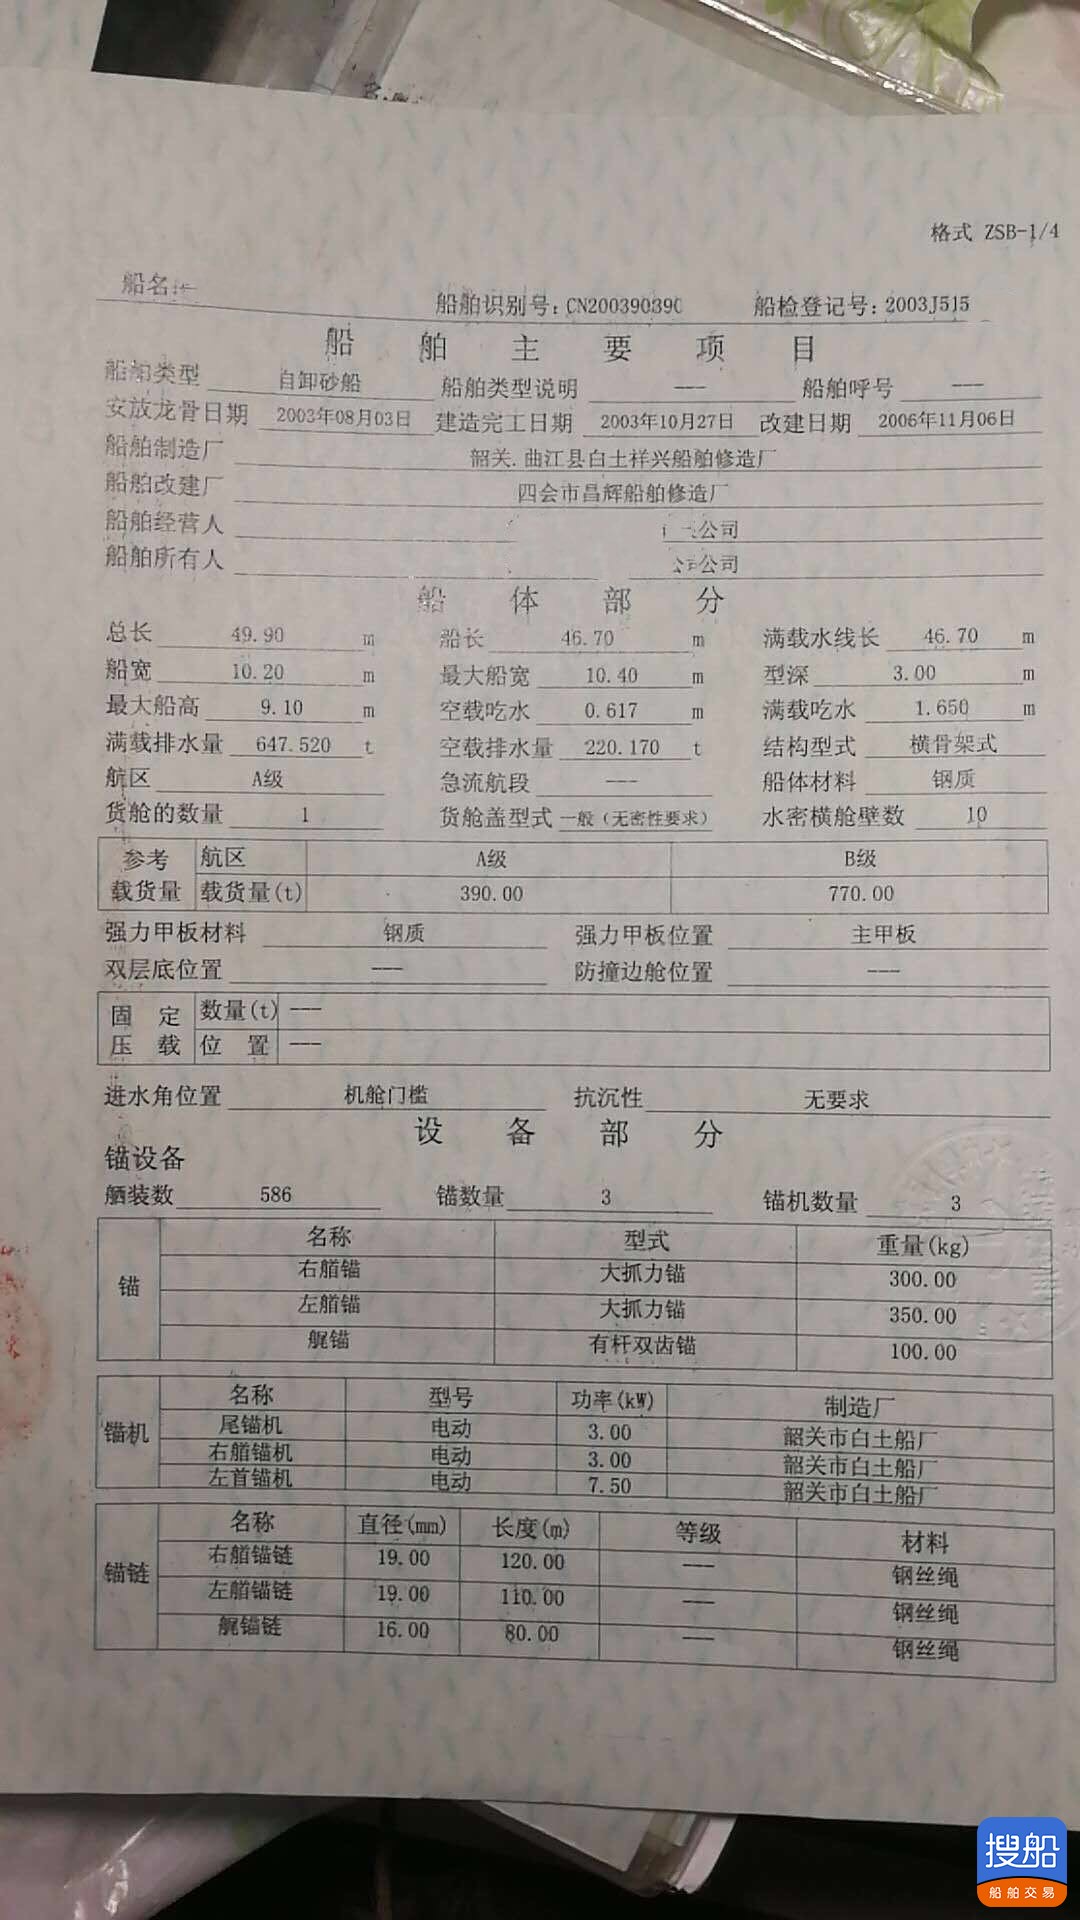 格式 ZSB-1/4
船名: 船舶识别号:CN200390390 船检登记号:2003J515
船 舶 主 要 项 目
船舶类型 自卸砂船 船舶类型说明 --- 船舶呼号 ---
安放龙骨日期 2003年08月03日 建造完工日期 2003年10月27日 改建日期 2006年11月06日
船舶制造厂 韶关.曲江县白土祥兴船舶修造厂
船舶改建厂 四会市昌辉船舶修造厂
船舶经营人 公司
船舶所有人 公司
船 体 部 分
总长 49.90 m 船长 46.70 m 满载水线长 46.70 m
船宽 10.20 m 最大船宽 10.40 m 型深 3.00 m
最大船高 9.10 m 空载吃水 0.617 m 满载吃水 1.650 m
满载排水量 647.520 t 空载排水量 220.170 t 结构型式 横骨架式
航区 A级 急流航段 --- 船体材料 钢质
货舱的数量 1 货舱盖型式 一般（无密性要求） 水密横舱壁数 10
参考 航区 A级 B级
载货量 载货量(t) 390.00 770.00
强力甲板材料 钢质 强力甲板位置 主甲板
双层底位置 --- 防撞边舱位置 ---
固 定 数量(t) ---
压 载 位 置 ---
进水角位置 机舱门槛 抗沉性 无要求
设 备 部 分
锚设备
舾装数 586 锚数量 3 锚机数量 3
名称 型式 重量(kg)
锚
右艏锚 大抓力锚 300.00
左艏锚 大抓力锚 350.00
艉锚 有杆双齿锚 100.00
名称 型号 功率(kW) 制造厂
锚机
尾锚机 电动 3.00 韶关市白土船厂
右艏锚机 电动 3.00 韶关市白土船厂
左首锚机 电动 7.50 韶关市白土船厂
名称 直径(mm) 长度(m) 等级 材料
锚链
右艏锚链 19.00 120.00 --- 钢丝绳
左艏锚链 19.00 110.00 --- 钢丝绳
艉锚链 16.00 80.00 --- 钢丝绳
搜船
船舶交易